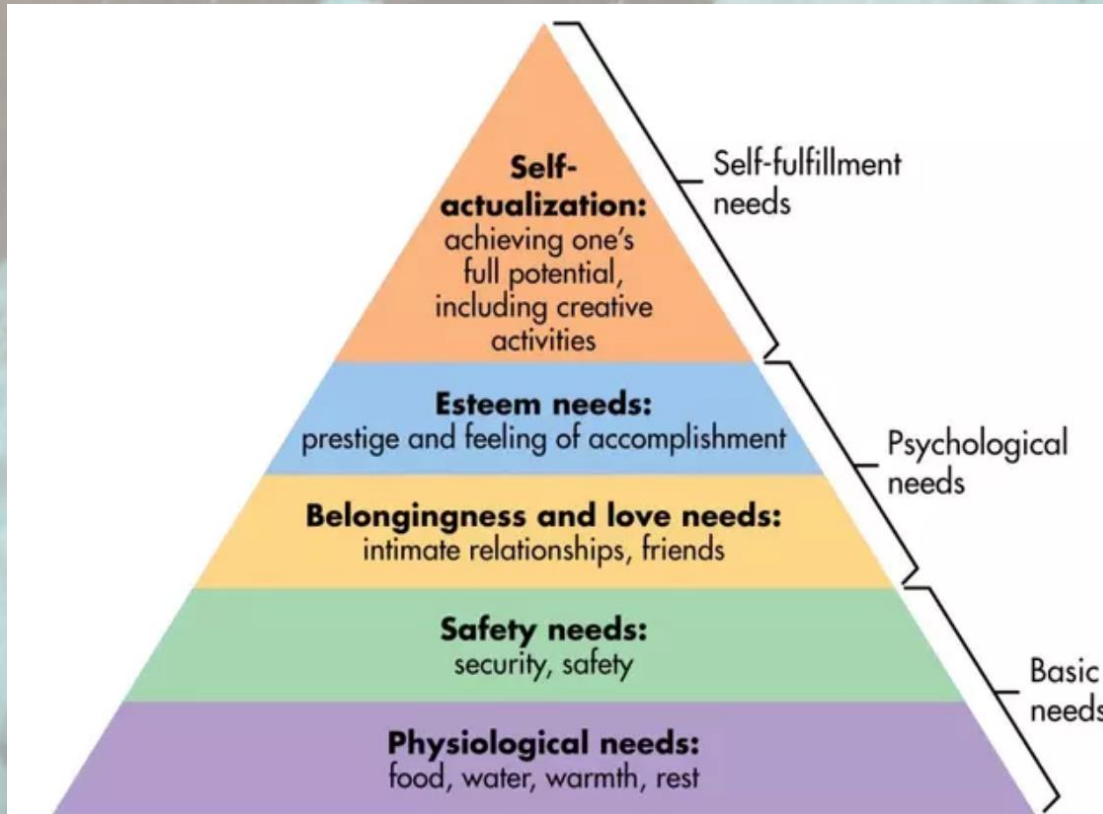 Self-
actualization:
achieving one's
full potential,
including creative
activities
Self-fulfillment
needs
Esteem needs:
prestige and feeling of accomplishment
Psychological
needs
Belongingness and love needs:
intimate relationships, friends
Safety needs:
security, safety
Basic
needs
Physiological needs:
food, water, warmth, rest